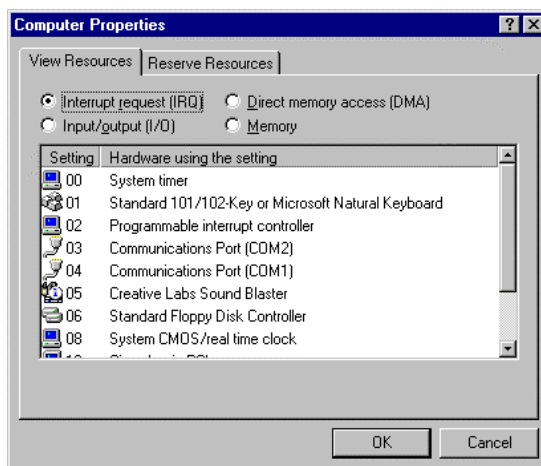 Computer Properties
View Resources Reserve Resources
Interrupt request (IRQ) Direct memory access (DMA)
Input/output (I/O) Memory
Setting Hardware using the setting
00 System timer
01 Standard 101/102-Key or Microsoft Natural Keyboard
02 Programmable interrupt controller
03 Communications Port (COM2)
04 Communications Port (COM1)
05 Creative Labs Sound Blaster
06 Standard Floppy Disk Controller
08 System CMOS/real time clock
OK Cancel